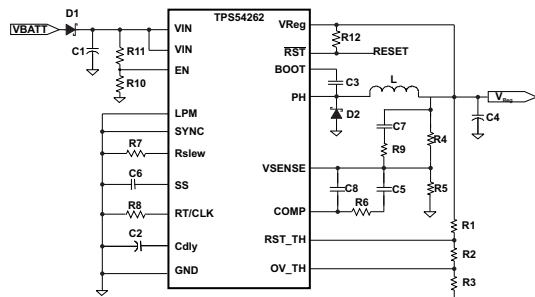 TPS54262
D1
VBATT
VIN
VReg
C1
R11
VIN
R12
RST
RESET
EN
BOOT
R10
C3
L
PH
VReg
D2
C4
LPM
C7
SYNC
R4
R7
Rslew
R9
VSENSE
C6
SS
C8
C5
R5
R8
RT/CLK
R6
COMP
R1
C2
RST_TH
Cdly
R2
OV_TH
GND
R3